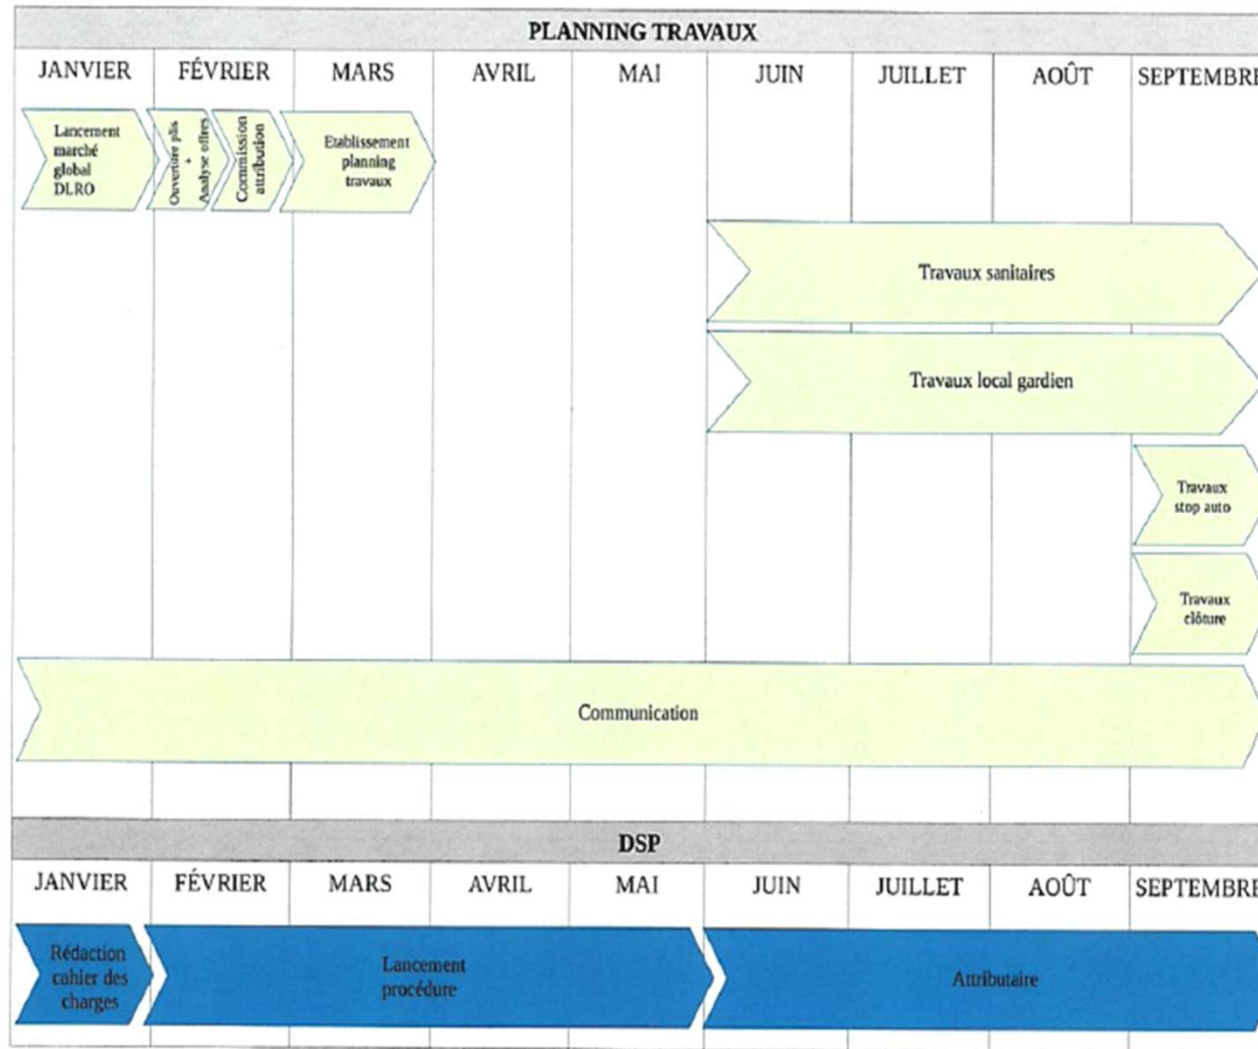 PLANNING TRAVAUX
JANVIER FÉVRIER MARS AVRIL MAI JUIN JUILLET AOÛT SEPTEMBRE
Lancement
marché
global
DLRO
Ouverture plis
+
Analyse offres
Commission
attribution
Etablissement
planning
travaux
Travaux sanitaires
Travaux local gardien
Travaux
stop auto
Travaux
clôture
Communication
DSP
JANVIER FÉVRIER MARS AVRIL MAI JUIN JUILLET AOÛT SEPTEMBRE
Rédaction
cahier des
charges
Lancement
procédure
Attributaire